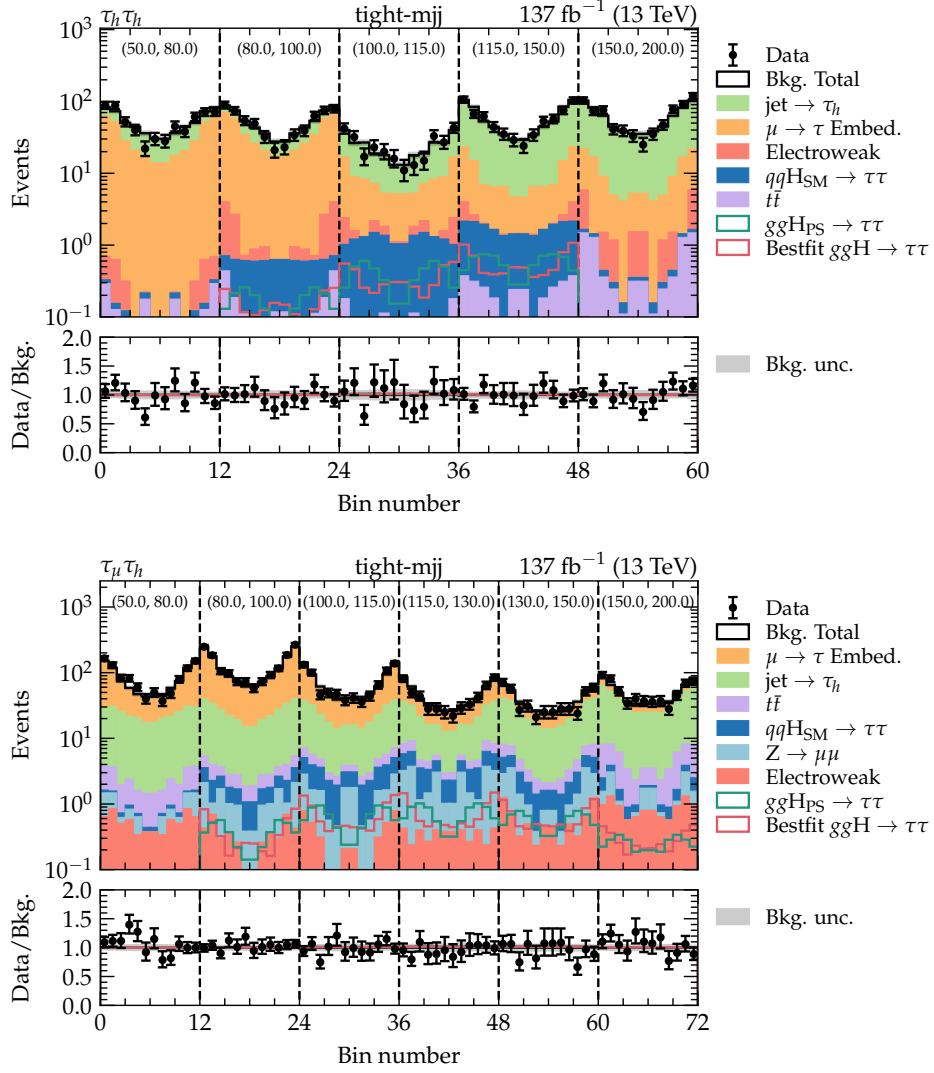 τₕτₕ tight-mjj 137 fb⁻¹ (13 TeV)
(50.0, 80.0) (80.0, 100.0) (100.0, 115.0) (115.0, 150.0) (150.0, 200.0)
10³
10²
10¹
10⁰
10⁻¹
Events
Data
Bkg. Total
jet → τₕ
μ → τ Embed.
Electroweak
qqH_SM → ττ
tt̄
ggH_PS → ττ
Bestfit ggH → ττ
2.0
1.5
1.0
0.5
0.0
Data/Bkg.
Bkg. unc.
0 12 24 36 48 60
Bin number
τ_μτₕ tight-mjj 137 fb⁻¹ (13 TeV)
(50.0, 80.0) (80.0, 100.0) (100.0, 115.0) (115.0, 130.0) (130.0, 150.0) (150.0, 200.0)
10³
10²
10¹
10⁰
10⁻¹
Events
Data
Bkg. Total
μ → τ Embed.
jet → τₕ
tt̄
qqH_SM → ττ
Z → μμ
Electroweak
ggH_PS → ττ
Bestfit ggH → ττ
2.0
1.5
1.0
0.5
0.0
Data/Bkg.
Bkg. unc.
0 12 24 36 48 60 72
Bin number